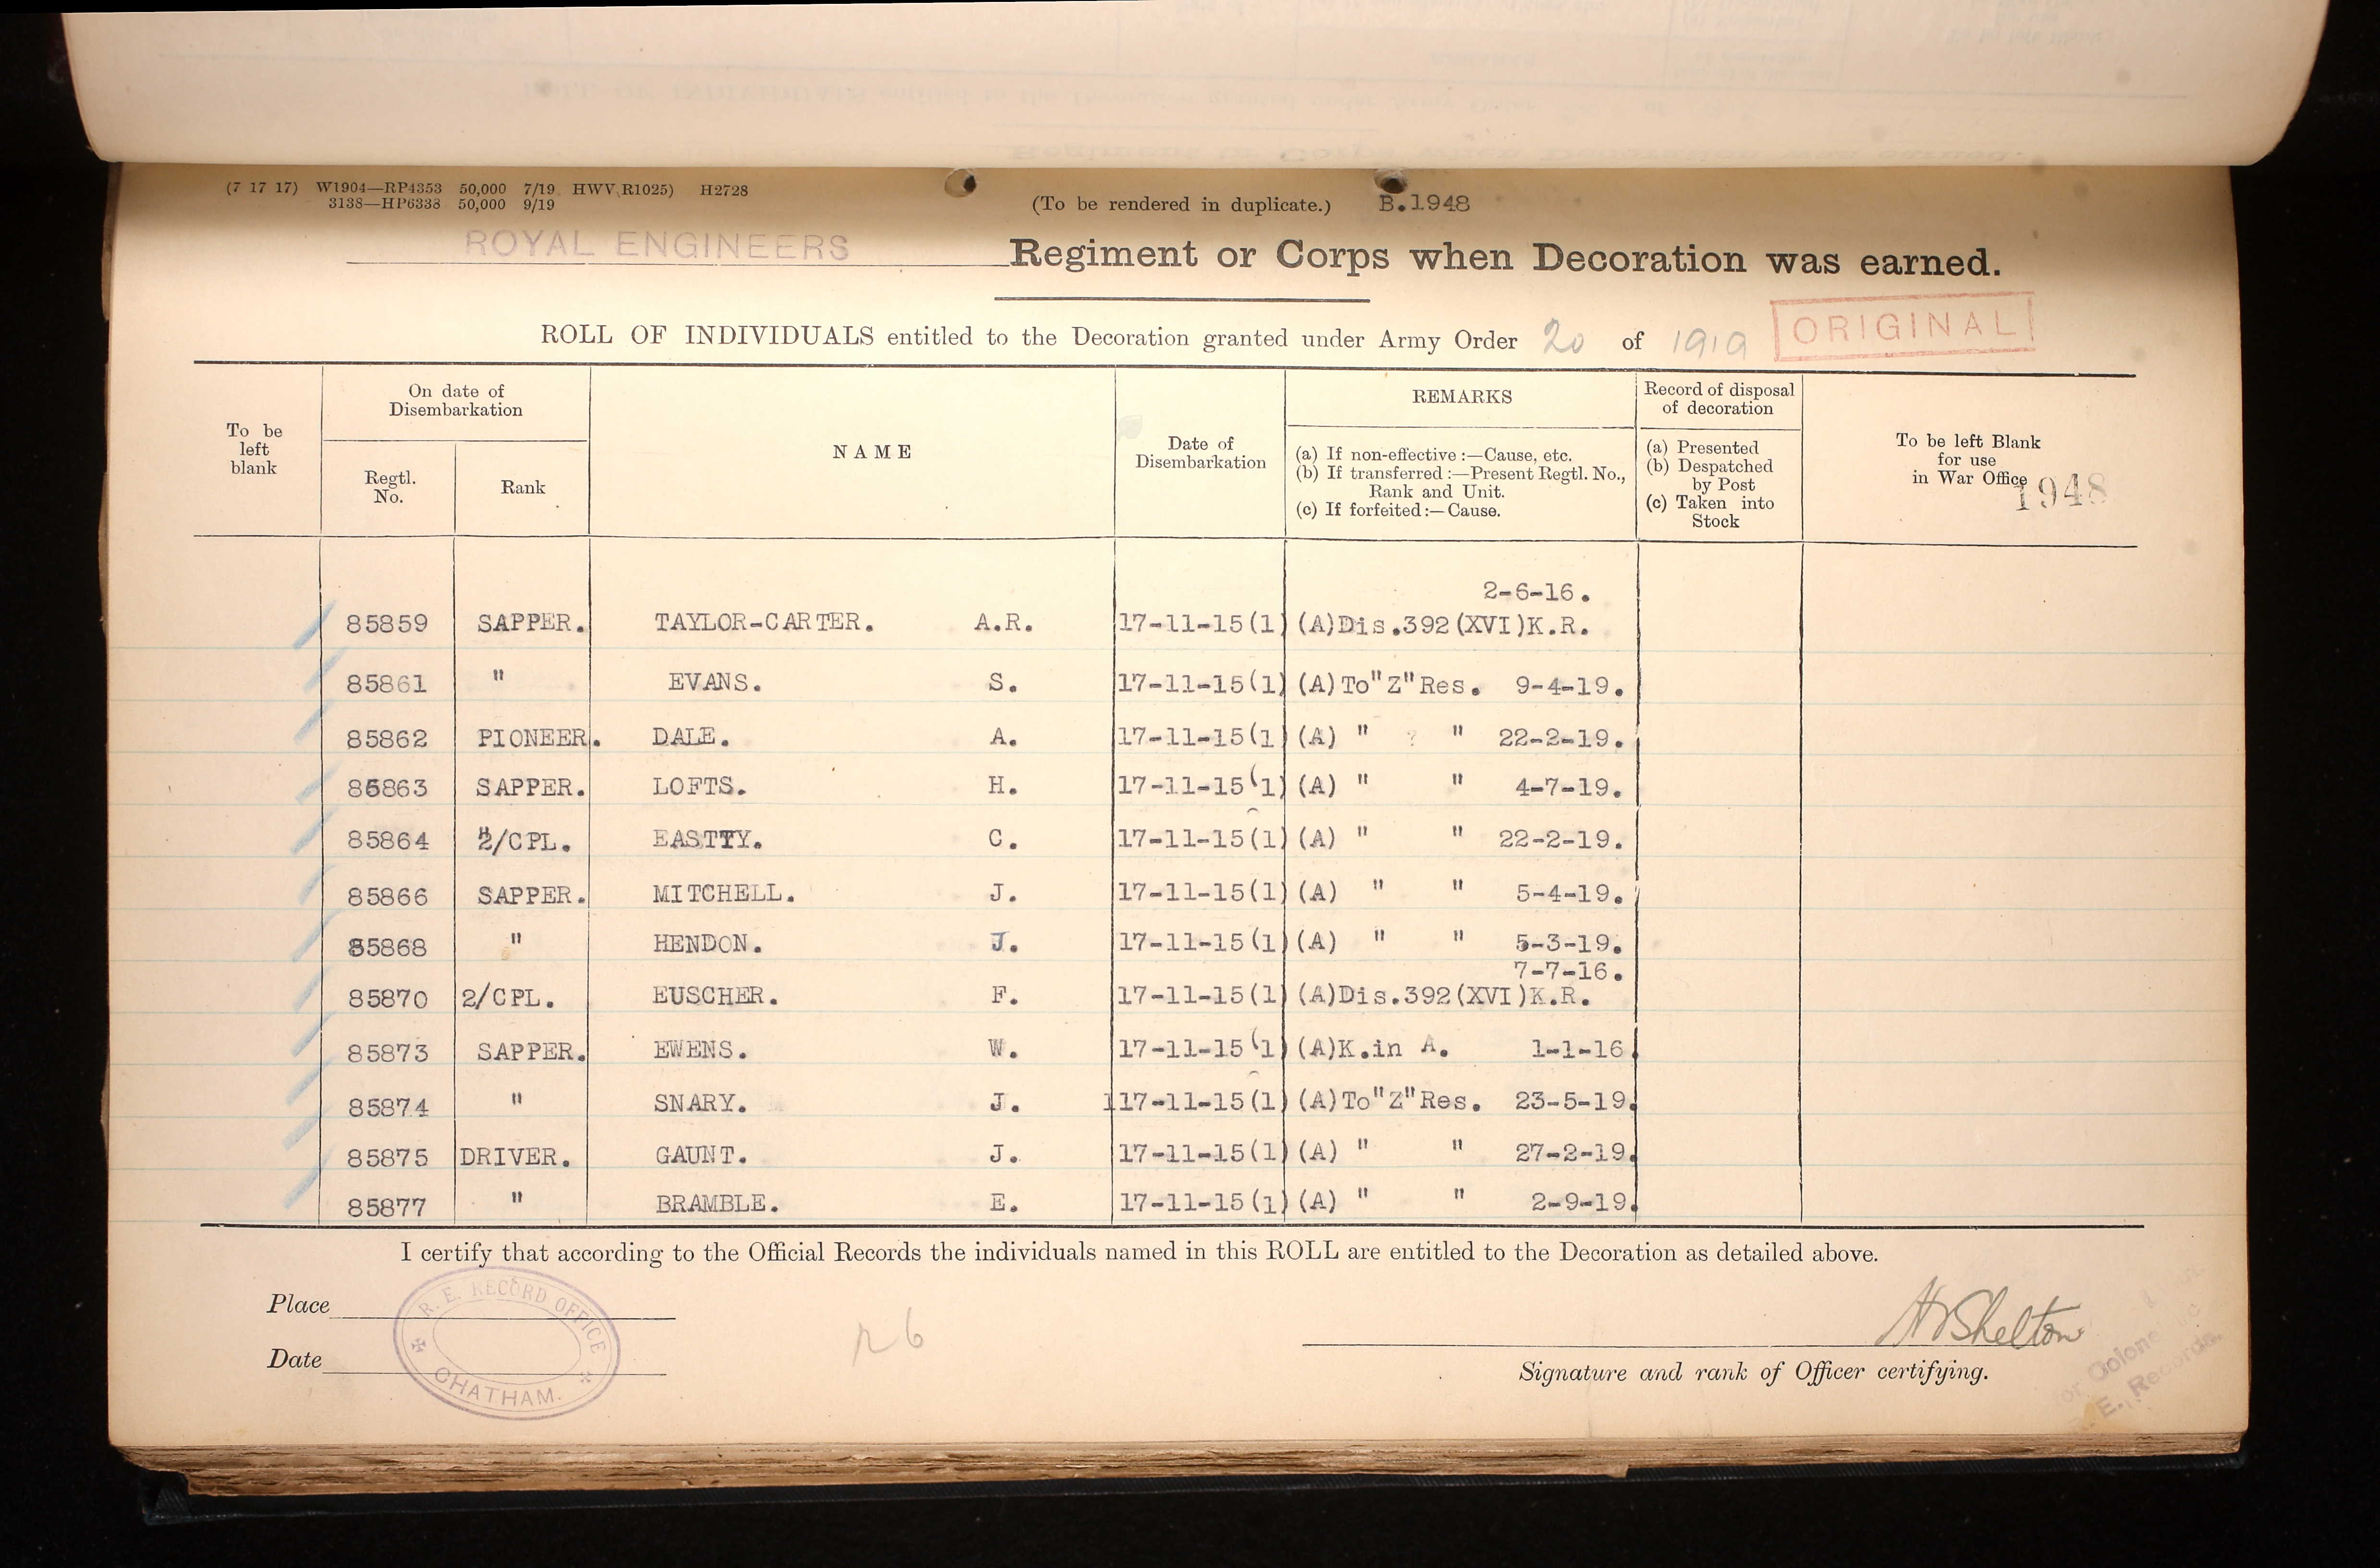 (7 17 17) W1904—RP4353 50,000 7/19 HWV(R1025) H2728
3138—HP6338 50,000 9/19
(To be rendered in duplicate.) B.1948
ROYAL ENGINEERS Regiment or Corps when Decoration was earned.
ROLL OF INDIVIDUALS entitled to the Decoration granted under Army Order 20 of 1919 ORIGINAL
To be left blank
On date of Disembarkation
Regtl. No.
Rank
NAME
Date of Disembarkation
REMARKS
(a) If non-effective :—Cause, etc.
(b) If transferred :—Present Regtl. No., Rank and Unit.
(c) If forfeited :—Cause.
Record of disposal of decoration
(a) Presented
(b) Despatched by Post
(c) Taken into Stock
To be left Blank for use in War Office
1948
2-6-16.
85859 SAPPER. TAYLOR-CARTER. A.R. 17-11-15(1) (A)Dis.392(XVI)K.R.
85861 " EVANS. S. 17-11-15(1) (A)To"Z"Res. 9-4-19.
85862 PIONEER. DALE. A. 17-11-15(1) (A) " " 22-2-19.
85863 SAPPER. LOFTS. H. 17-11-15(1) (A) " " 4-7-19.
85864 2/CPL. EASTTY. C. 17-11-15(1) (A) " " 22-2-19.
85866 SAPPER. MITCHELL. J. 17-11-15(1) (A) " " 5-4-19.
85868 " HENDON. J. 17-11-15(1) (A) " " 5-3-19.
7-7-16.
85870 2/CPL. EUSCHER. F. 17-11-15(1) (A)Dis.392(XVI)K.R.
85873 SAPPER. EWENS. W. 17-11-15(1) (A)K.in A. 1-1-16.
85874 " SNARY. J. 17-11-15(1) (A)To"Z"Res. 23-5-19.
85875 DRIVER. GAUNT. J. 17-11-15(1) (A) " " 27-2-19.
85877 " BRAMBLE. E. 17-11-15(1) (A) " " 2-9-19.
I certify that according to the Official Records the individuals named in this ROLL are entitled to the Decoration as detailed above.
Place
Date
R. E. RECORD OFFICE
CHATHAM.
Shelton
Signature and rank of Officer certifying.